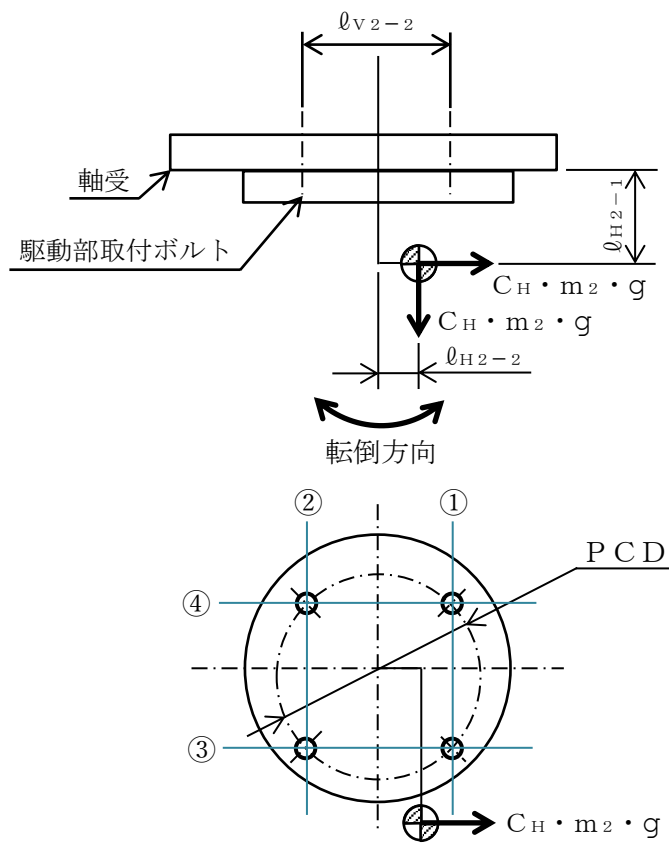 ℓV2-2
軸受
ℓH2-1
駆動部取付ボルト
CH・m2・g
CH・m2・g
ℓH2-2
転倒方向
② ①
PCD
④
③
CH・m2・g